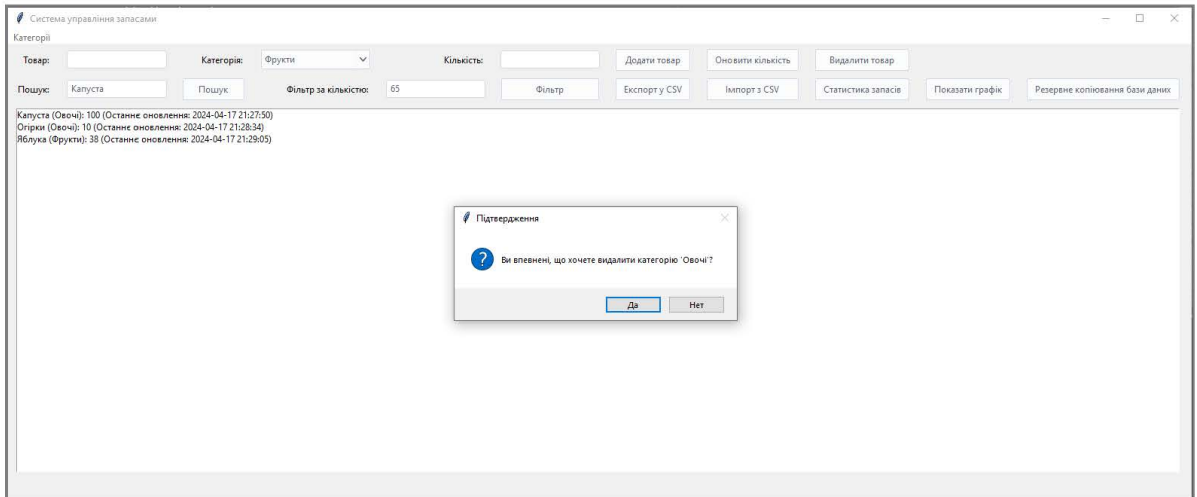 Система управління запасами
Категорії
Товар: Категорія: Фрукти Кількість: Додати товар Оновити кількість Видалити товар
Пошук: Капуста Пошук Фільтр за кількістю: 65 Фільтр Експорт у CSV Імпорт з CSV Статистика запасів Показати графік Резервне копіювання бази даних
Капуста (Овочі): 100 (Останнє оновлення: 2024-04-17 21:27:50)
Огірки (Овочі): 10 (Останнє оновлення: 2024-04-17 21:28:34)
Яблука (Фрукти): 38 (Останнє оновлення: 2024-04-17 21:29:05)
Підтвердження
Ви впевнені, що хочете видалити категорію 'Овочі'?
Да Нет